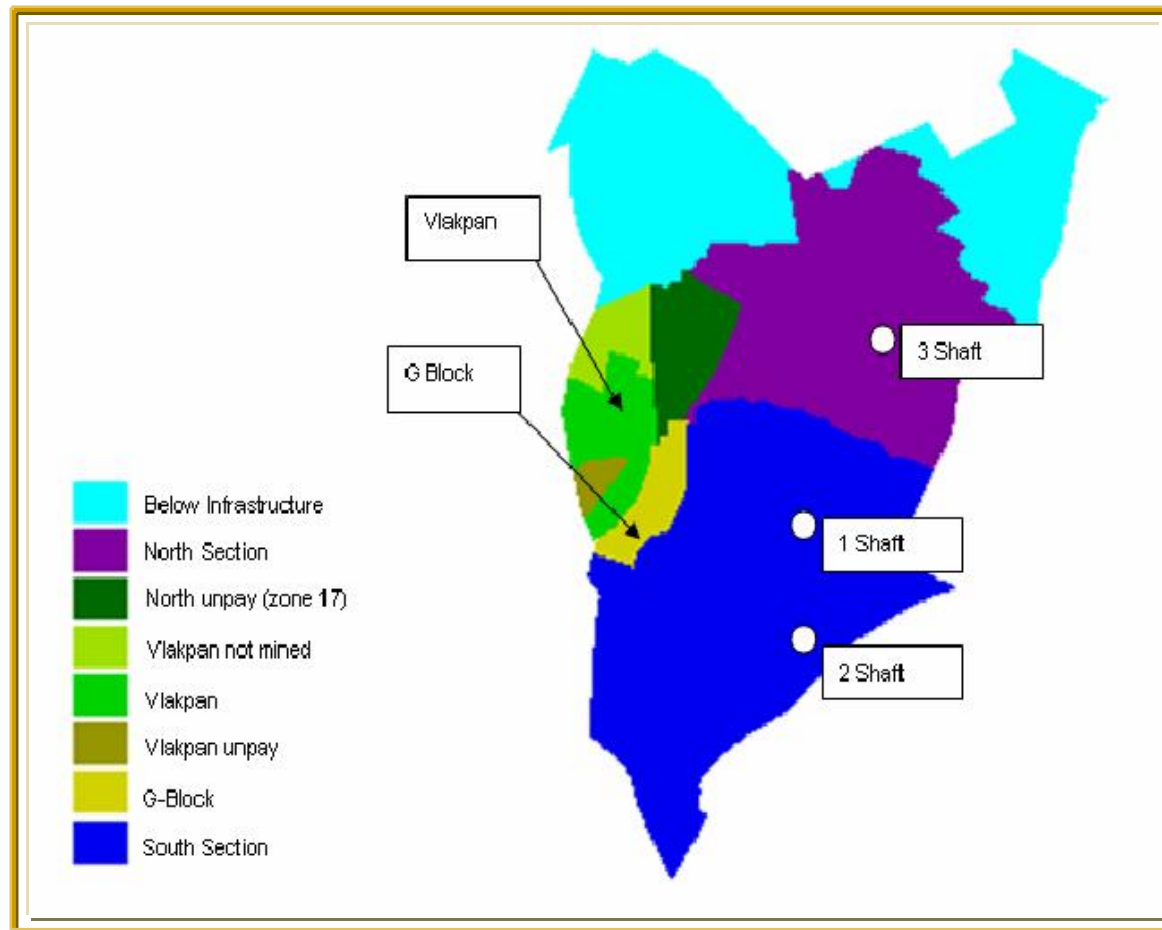 Vlakpan
G Block
3 Shaft
1 Shaft
2 Shaft
Below Infrastructure
North Section
North unpay (zone 17)
Vlakpan not mined
Vlakpan
Vlakpan unpay
G-Block
South Section